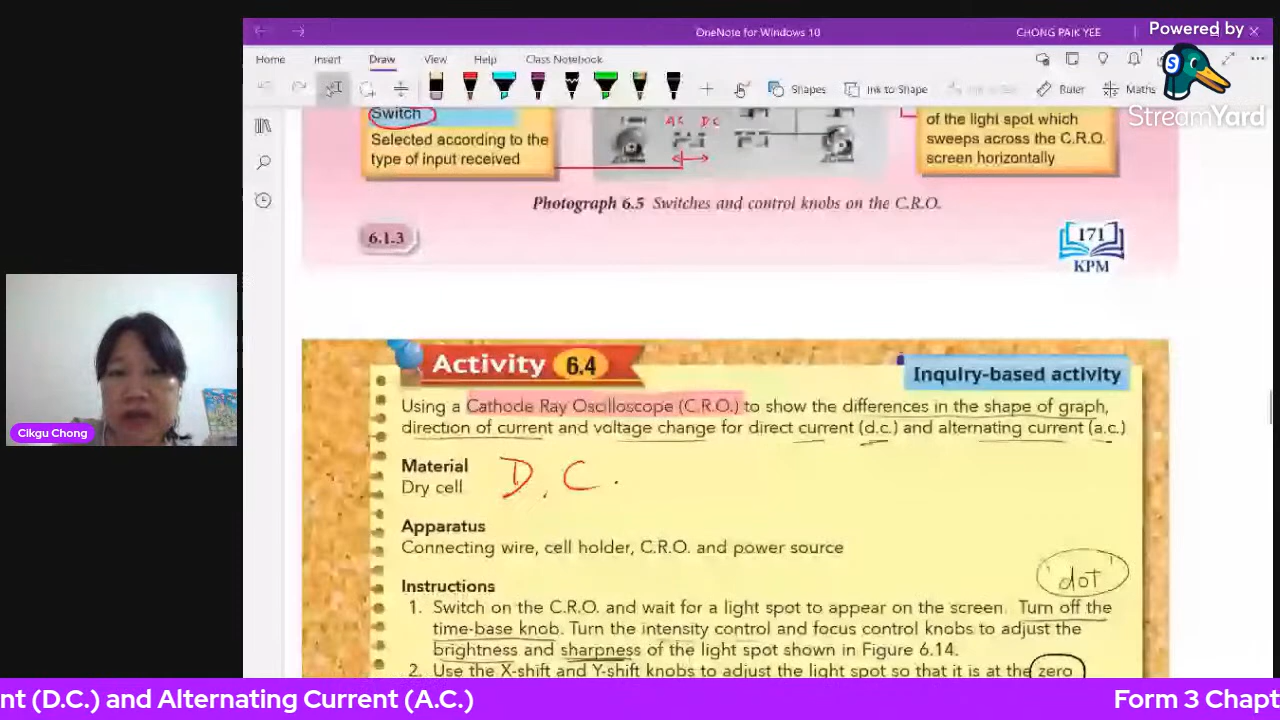 OneNote for Windows 10
CHONG PAIK YEE
Powered by
StreamYard
Home Insert Draw View Help Class Notebook
Shapes Ink to Shape Ruler Maths
Switch
Selected according to the
type of input received
AC DC
of the light spot which
sweeps across the C.R.O.
screen horizontally
Photograph 6.5 Switches and control knobs on the C.R.O.
6.1.3
171
KPM
Activity 6.4
Inquiry-based activity
Using a Cathode Ray Oscilloscope (C.R.O.) to show the differences in the shape of graph,
direction of current and voltage change for direct current (d.c.) and alternating current (a.c.)
Material
Dry cell
D.C.
Apparatus
Connecting wire, cell holder, C.R.O. and power source
'dot'
Instructions
1. Switch on the C.R.O. and wait for a light spot to appear on the screen. Turn off the
time-base knob. Turn the intensity control and focus control knobs to adjust the
brightness and sharpness of the light spot shown in Figure 6.14.
2. Use the X-shift and Y-shift knobs to adjust the light spot so that it is at the zero
Cikgu Chong
nt (D.C.) and Alternating Current (A.C.)
Form 3 Chapt